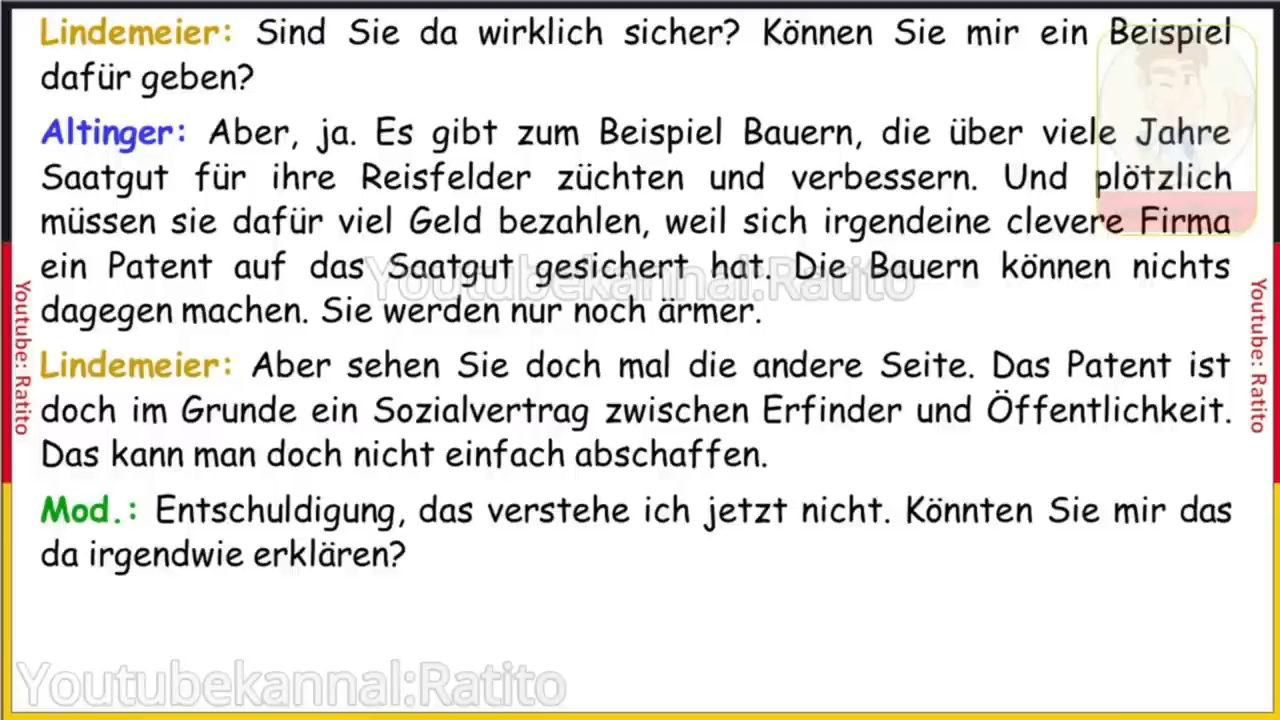 Lindemeier: Sind Sie da wirklich sicher? Können Sie mir ein Beispiel
dafür geben?
Altinger: Aber, ja. Es gibt zum Beispiel Bauern, die über viele Jahre
Saatgut für ihre Reisfelder züchten und verbessern. Und plötzlich
müssen sie dafür viel Geld bezahlen, weil sich irgendeine clevere Firma
ein Patent auf das Saatgut gesichert hat. Die Bauern können nichts
dagegen machen. Sie werden nur noch ärmer.
Lindemeier: Aber sehen Sie doch mal die andere Seite. Das Patent ist
doch im Grunde ein Sozialvertrag zwischen Erfinder und Öffentlichkeit.
Das kann man doch nicht einfach abschaffen.
Mod.: Entschuldigung, das verstehe ich jetzt nicht. Könnten Sie mir das
da irgendwie erklären?
Youtubekannal:Ratito
Youtube: Ratito
Youtube: Ratito
Youtubekannal:Ratito